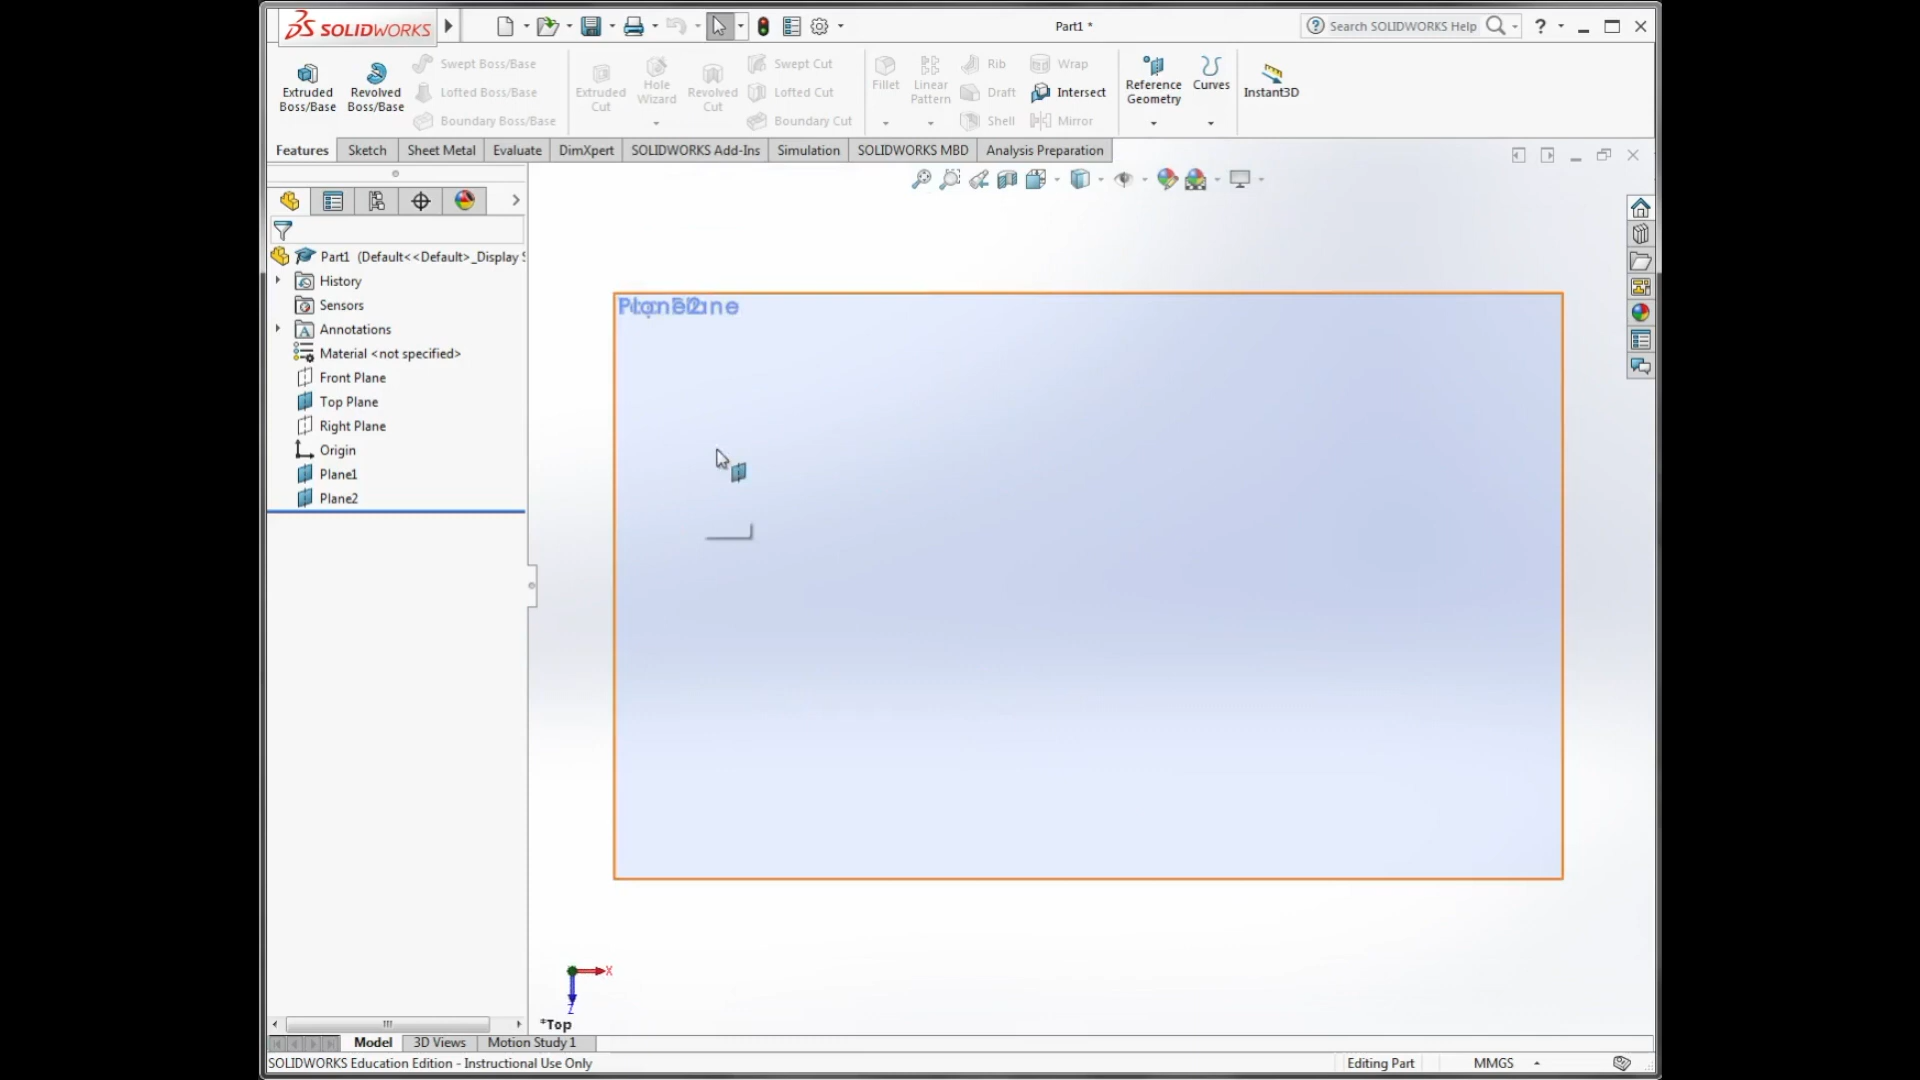 SOLIDWORKS
Part1 *
Search SOLIDWORKS Help
?
Extruded
Boss/Base
Revolved
Boss/Base
Swept Boss/Base
Lofted Boss/Base
Boundary Boss/Base
Extruded
Cut
Hole
Wizard
Revolved
Cut
Swept Cut
Lofted Cut
Boundary Cut
Fillet
Linear
Pattern
Rib
Draft
Shell
Wrap
Intersect
Mirror
Reference
Geometry
Curves
Instant3D
Features Sketch Sheet Metal Evaluate DimXpert SOLIDWORKS Add-Ins Simulation SOLIDWORKS MBD Analysis Preparation
Part1 (Default<<Default>_Display S
History
Sensors
Annotations
Material <not specified>
Front Plane
Top Plane
Right Plane
Origin
Plane1
Plane2
X
Z
*Top
Model 3D Views Motion Study 1
SOLIDWORKS Education Edition - Instructional Use Only
Editing Part
MMGS